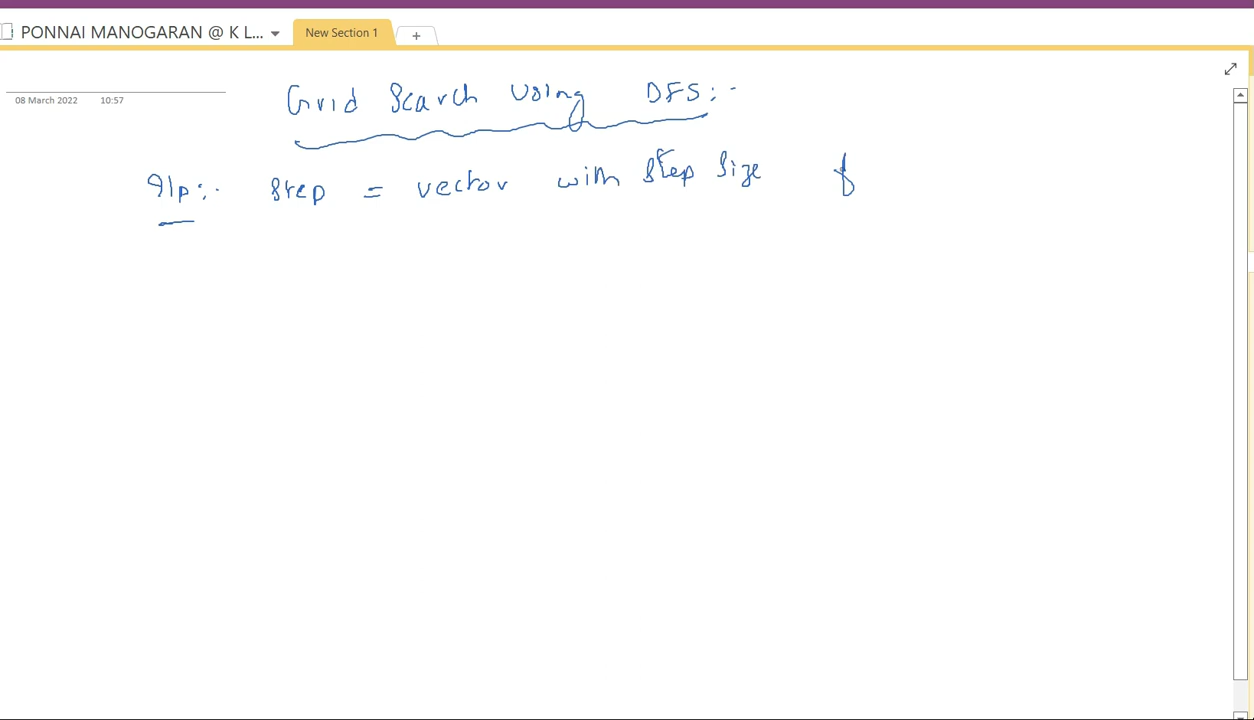 PONNAI MANOGARAN @ K L...
New Section 1
+
08 March 2022 10:57
Grid Search Using DFS:-
I/p:- Step = vector with step size f